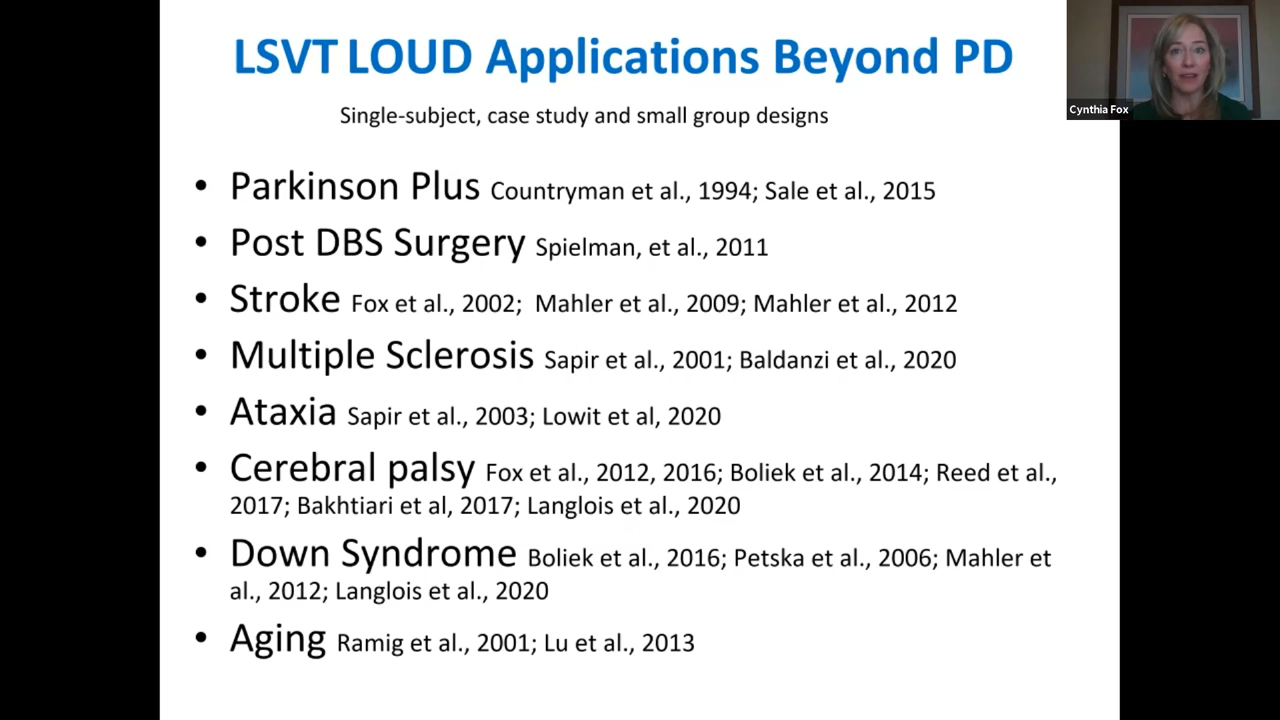 LSVT LOUD Applications Beyond PD
Cynthia Fox
Single-subject, case study and small group designs
• Parkinson Plus Countryman et al., 1994; Sale et al., 2015
• Post DBS Surgery Spielman, et al., 2011
• Stroke Fox et al., 2002; Mahler et al., 2009; Mahler et al., 2012
• Multiple Sclerosis Sapir et al., 2001; Baldanzi et al., 2020
• Ataxia Sapir et al., 2003; Lowit et al, 2020
• Cerebral palsy Fox et al., 2012, 2016; Boliek et al., 2014; Reed et al.,
2017; Bakhtiari et al, 2017; Langlois et al., 2020
• Down Syndrome Boliek et al., 2016; Petska et al., 2006; Mahler et
al., 2012; Langlois et al., 2020
• Aging Ramig et al., 2001; Lu et al., 2013